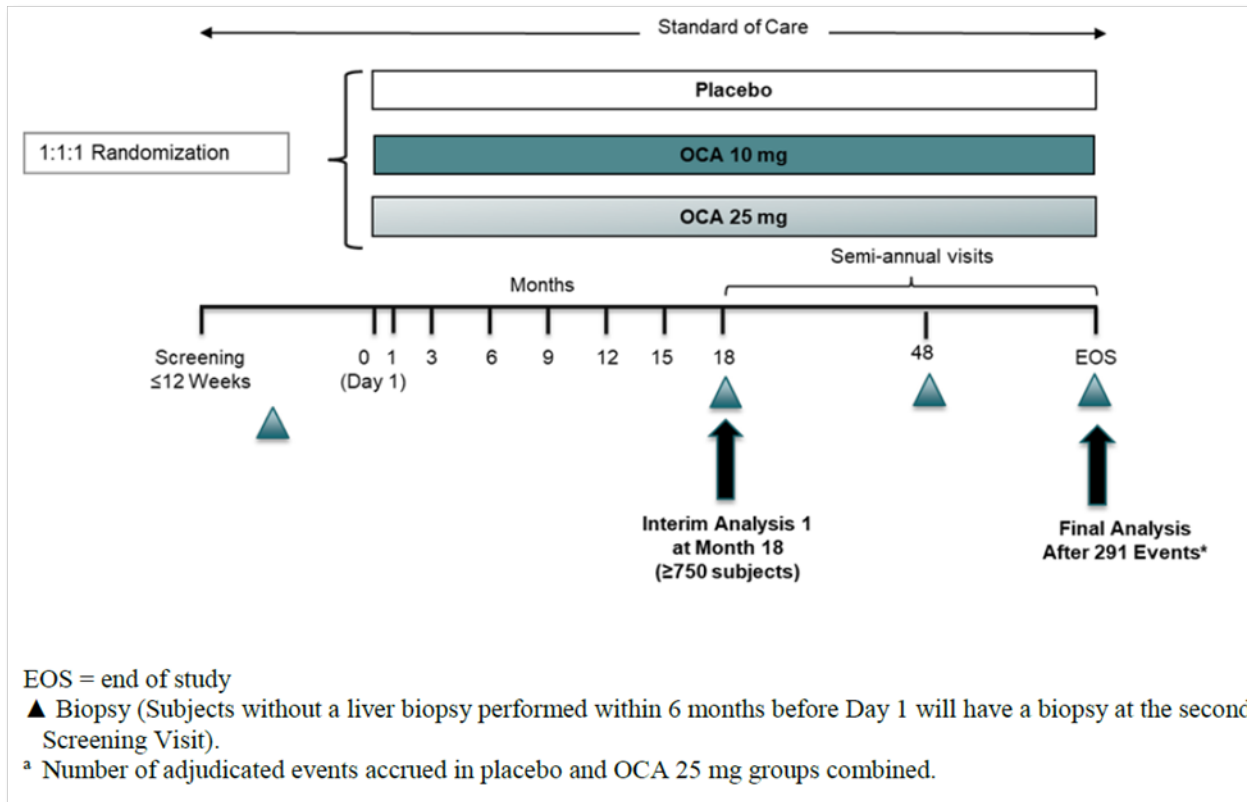 Standard of Care
Placebo
1:1:1 Randomization
OCA 10 mg
OCA 25 mg
Semi-annual visits
Months
Screening
≤12 Weeks
0 1 3 6 9 12 15 18 48 EOS
(Day 1)
Interim Analysis 1
at Month 18
(≥750 subjects)
Final Analysis
After 291 Events*
EOS = end of study
▲ Biopsy (Subjects without a liver biopsy performed within 6 months before Day 1 will have a biopsy at the second
Screening Visit).
ᵃ Number of adjudicated events accrued in placebo and OCA 25 mg groups combined.